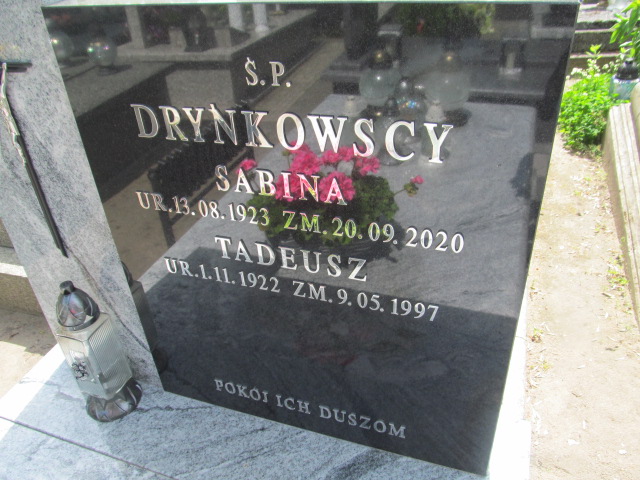 Ś.P.
DRYŃKOWSCY
SABINA
UR.13.08.1923 ZM.20.09.2020
TADEUSZ
UR.1.11.1922 ZM.9.05.1997
POKÓJ ICH DUSZOM